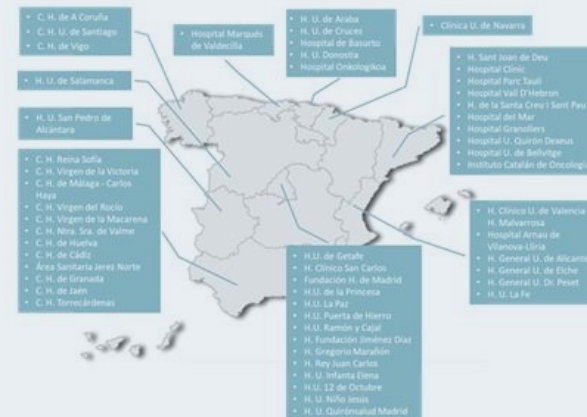 • C. H. de A Coruña
• C. H. U. de Santiago
• C. H. de Vigo
• Hospital Marqués
de Valdecilla
• H. U. de Araba
• H. U. de Cruces
• Hospital de Basurto
• H. U. Donostia
• Hospital Onkologikoa
• Clínica U. de Navarra
• H. Sant Joan de Deu
• Hospital Clínic
• Hospital Parc Taulí
• Hospital Vall D'Hebron
• H. de la Santa Creu i Sant Pau
• Hospital del Mar
• Hospital Granollers
• Hospital U. Quirón Dexeus
• Hospital U. de Bellvitge
• Instituto Catalán de Oncología
• H. U. de Salamanca
• H. U. San Pedro de
Alcántara
• C. H. Reina Sofía
• C. H. Virgen de la Victoria
• C. H. de Málaga - Carlos
Haya
• C. H. Virgen del Rocío
• C. H. Virgen de la Macarena
• C. H. Ntra. Sra. de Valme
• C. H. de Huelva
• C. H. de Cádiz
• Área Sanitaria Jerez Norte
• C. H. de Granada
• C. H. de Jaén
• C. H. Torrecárdenas
• H. Clínico U. de Valencia
• H. Malvarrosa
• Hospital Arnau de
Vilanova-Llíria
• H. General U. de Alicante
• H. General U. de Elche
• H. General U. Dr. Peset
• H. U. La Fe
• H.U. de Getafe
• H. Clínico San Carlos
• Fundación H. de Madrid
• H.U. de la Princesa
• H.U. La Paz
• H.U. Puerta de Hierro
• H.U. Ramón y Cajal
• H. Fundación Jiménez Díaz
• H. Gregorio Marañón
• H. Rey Juan Carlos
• H. U. Infanta Elena
• H.U. 12 de Octubre
• H. U. Niño Jesús
• H. U. Quirónsalud Madrid